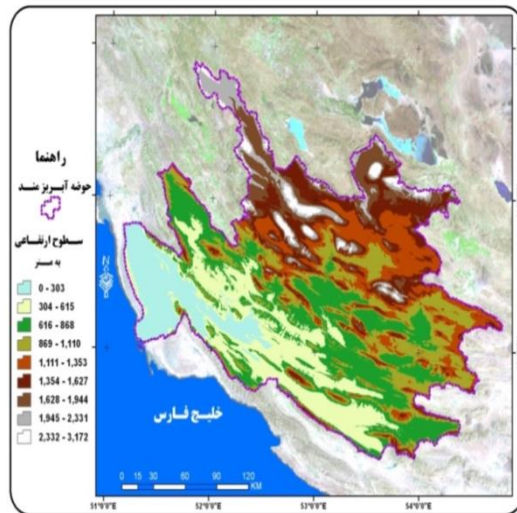 راهنما
حوضه آبریز مند
سطوح ارتفاعی
به متر
N
0 - 303
304 - 615
616 - 868
869 - 1,110
1,111 - 1,353
1,354 - 1,627
1,628 - 1,944
1,945 - 2,331
2,332 - 3,172
خلیج فارس
0 15 30 60 90 120
KM
51°0'0"E 52°0'0"E 53°0'0"E 54°0'0"E